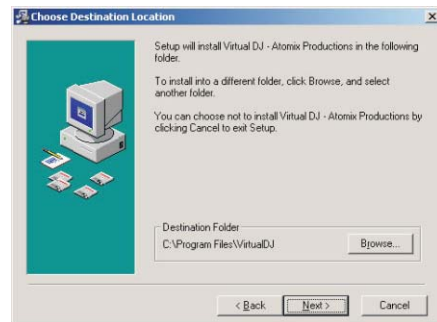 Choose Destination Location
Setup will install Virtual DJ - Atomix Productions in the following
folder.
To install into a different folder, click Browse, and select
another folder.
You can choose not to install Virtual DJ - Atomix Productions by
clicking Cancel to exit Setup.
Destination Folder
C:\Program Files\VirtualDJ
Browse...
< Back
Next >
Cancel